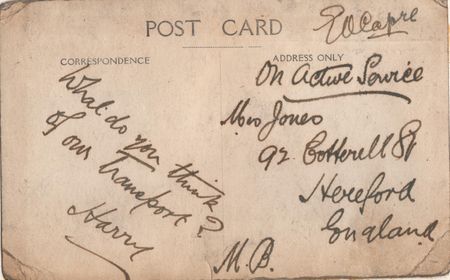 POST CARD
CORRESPONDENCE
What do you think
of our transport?
Harry
ADDRESS ONLY
On Active Service
Mrs Jones
92 Cotterell St
Hereford
England
M.B.